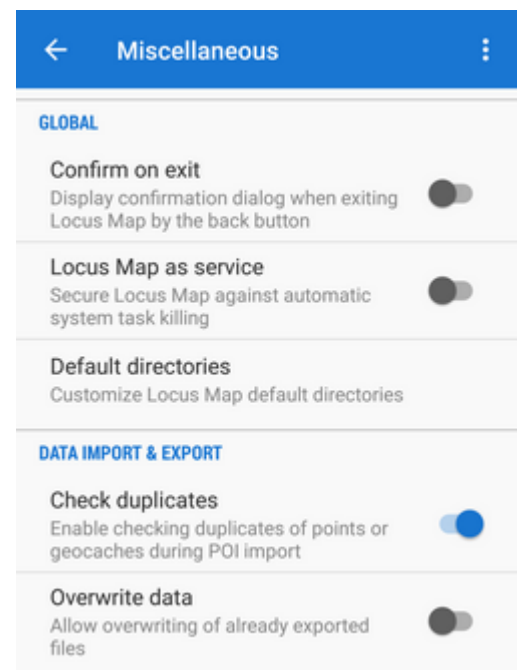 Miscellaneous
GLOBAL
Confirm on exit
Display confirmation dialog when exiting
Locus Map by the back button
Locus Map as service
Secure Locus Map against automatic
system task killing
Default directories
Customize Locus Map default directories
DATA IMPORT & EXPORT
Check duplicates
Enable checking duplicates of points or
geocaches during POI import
Overwrite data
Allow overwriting of already exported
files